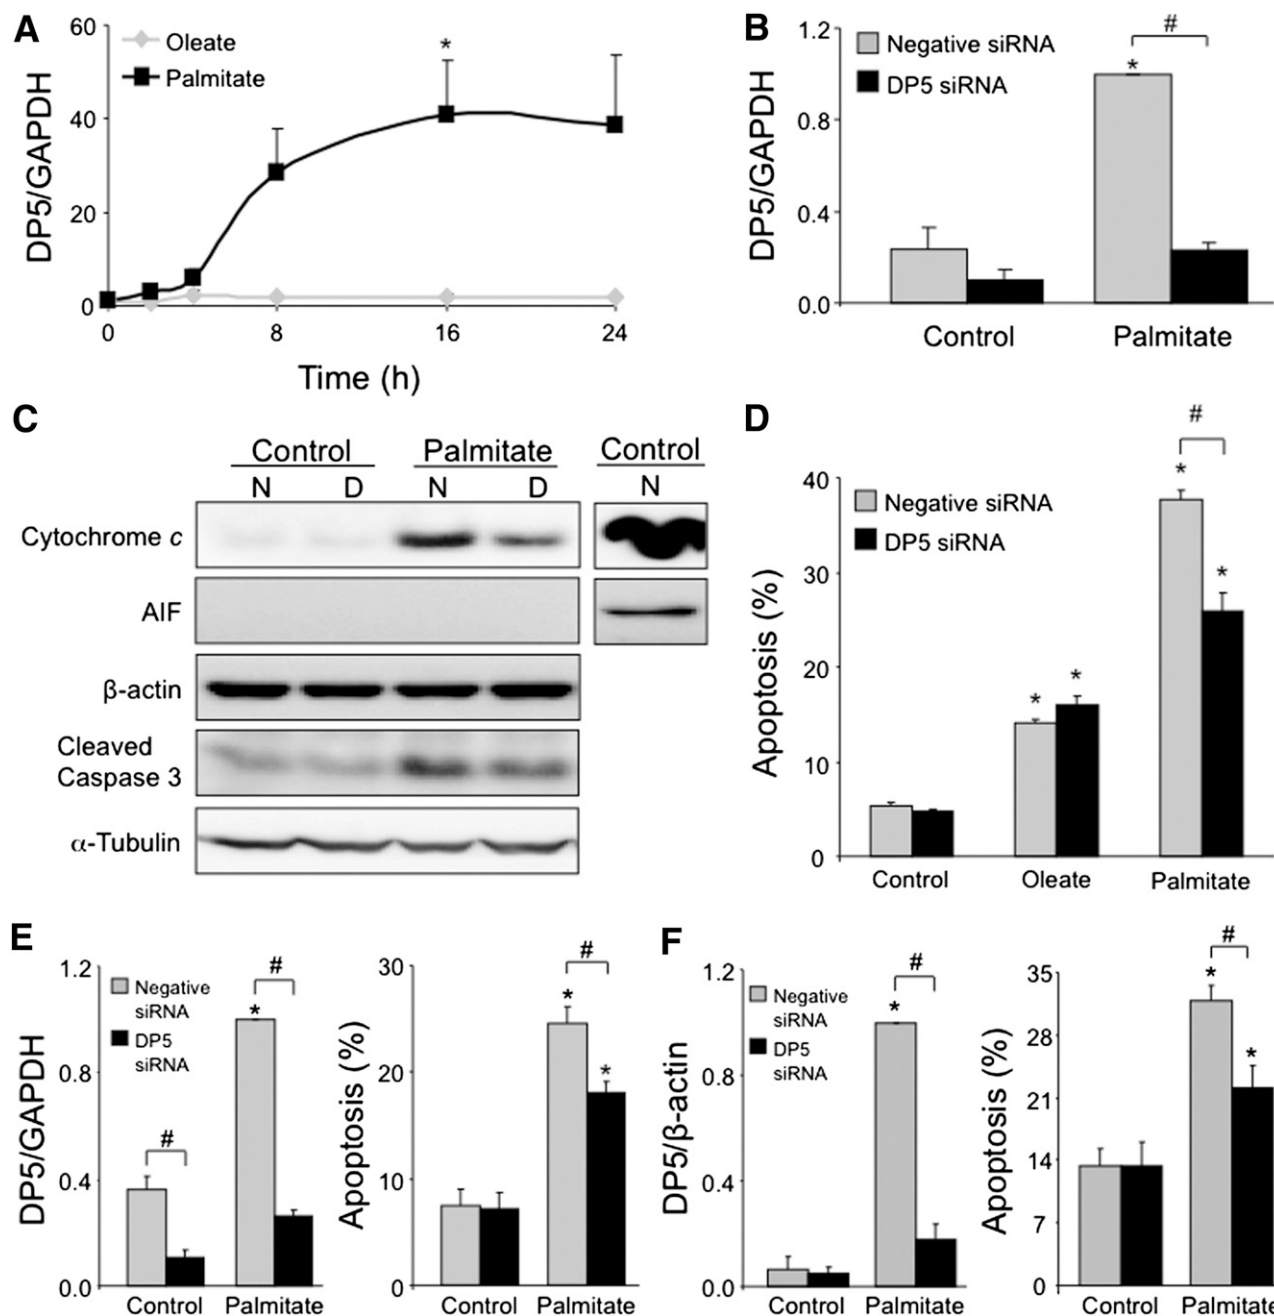 A
60
40
20
0
DP5/GAPDH
Oleate
Palmitate
*
0 8 16 24
Time (h)
B
1.2
0.8
0.4
0.0
DP5/GAPDH
Negative siRNA
DP5 siRNA
#
*
Control Palmitate
C
Control Palmitate Control
N D N D N
Cytochrome c
AIF
β-actin
Cleaved
Caspase 3
α-Tubulin
D
40
30
20
10
0
Apoptosis (%)
Negative siRNA
DP5 siRNA
#
*
*
*
*
Control Oleate Palmitate
E
1.2
0.8
0.4
0.0
DP5/GAPDH
Negative
siRNA
DP5
siRNA
#
*
#
Control Palmitate
30
20
10
0
Apoptosis (%)
#
*
*
Control Palmitate
F
1.2
0.8
0.4
0.0
DP5/β-actin
Negative
siRNA
DP5
siRNA
#
*
Control Palmitate
35
28
21
14
7
0
Apoptosis (%)
#
*
*
Control Palmitate